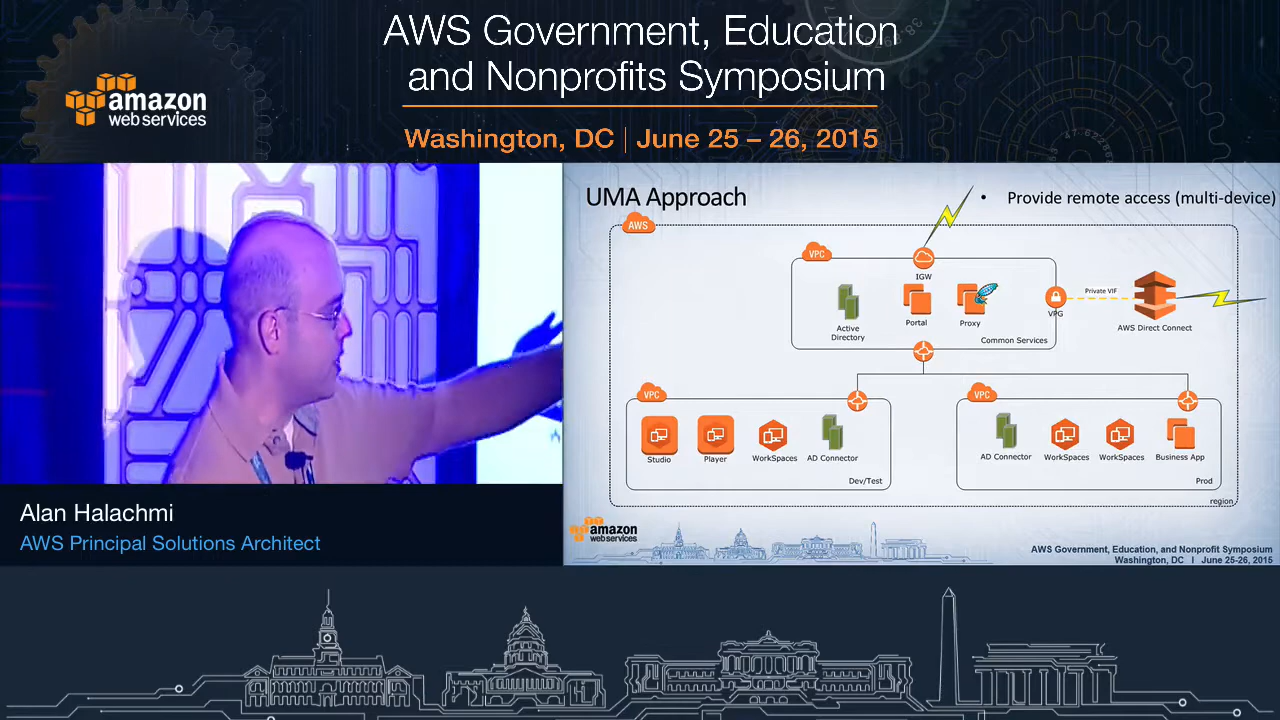 AWS Government, Education
and Nonprofits Symposium
amazon
web services
Washington, DC | June 25 – 26, 2015
UMA Approach
• Provide remote access (multi-device)
AWS
VPC
IGW
Active
Directory
Portal
Proxy
VPG
Private VIF
AWS Direct Connect
Common Services
VPC
Studio
Player
WorkSpaces
AD Connector
Dev/Test
VPC
AD Connector
WorkSpaces
WorkSpaces
Business App
Prod
region
amazon
web services
AWS Government, Education, and Nonprofit Symposium
Washington, DC | June 25-26, 2015
Alan Halachmi
AWS Principal Solutions Architect